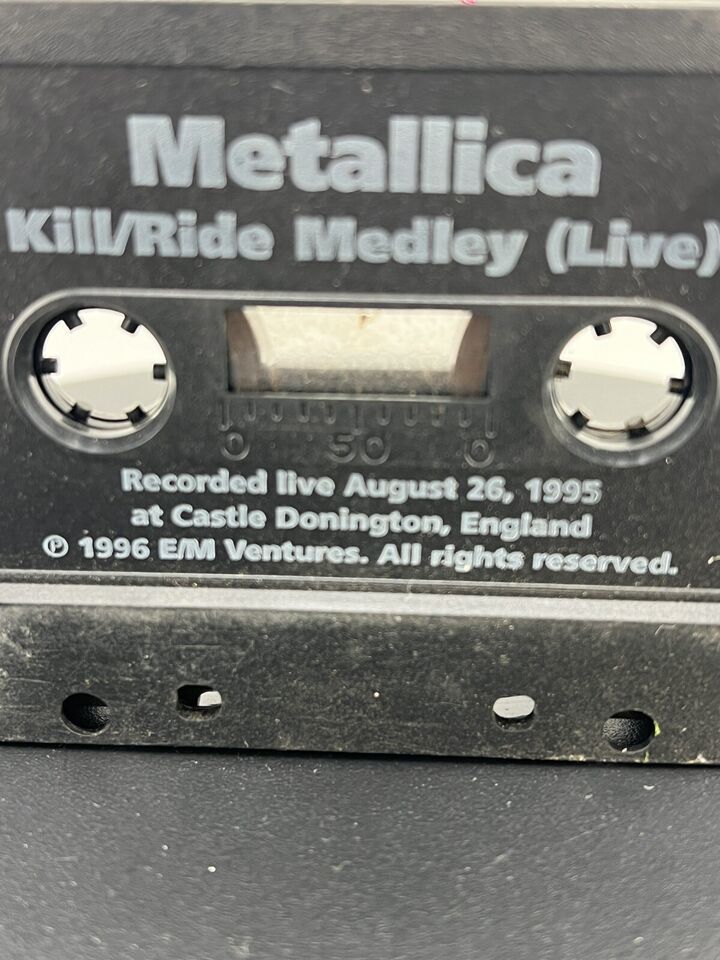 Metallica
Kill/Ride Medley (Live)
0 50 0
Recorded live August 26, 1995
at Castle Donington, England
℗ 1996 E/M Ventures. All rights reserved.